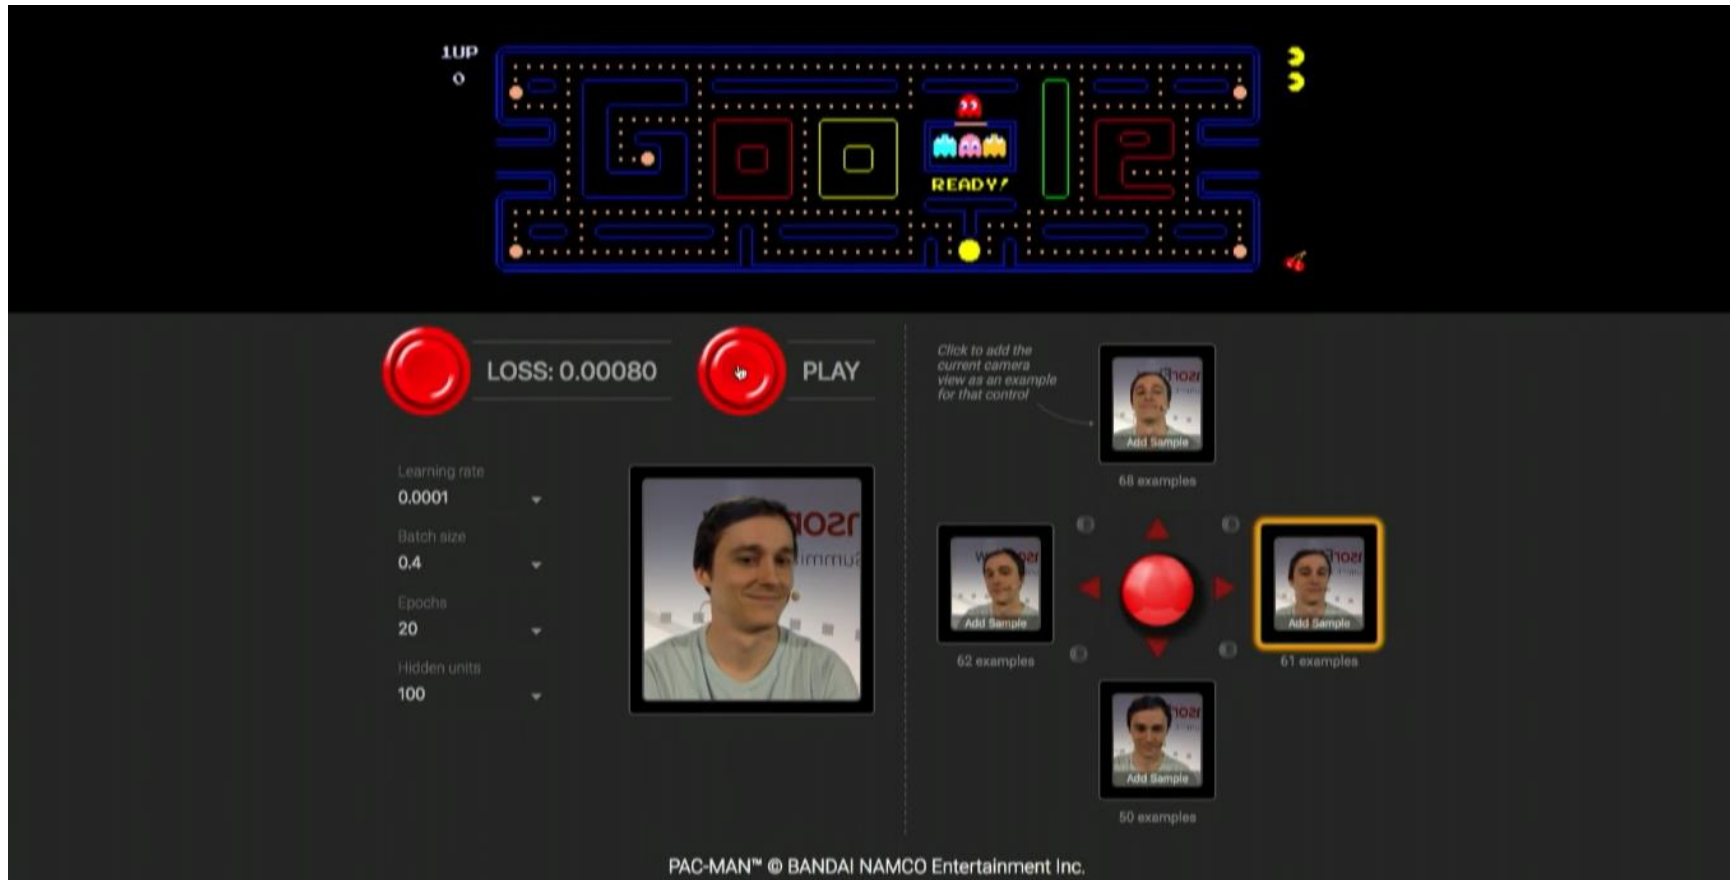 1UP
0
READY!
LOSS: 0.00080
PLAY
Click to add the
current camera
view as an example
for that control
Add Sample
68 examples
Learning rate
0.0001
Batch size
0.4
Epochs
20
Hidden units
100
Add Sample
62 examples
Add Sample
61 examples
Add Sample
50 examples
PAC-MAN™ © BANDAI NAMCO Entertainment Inc.